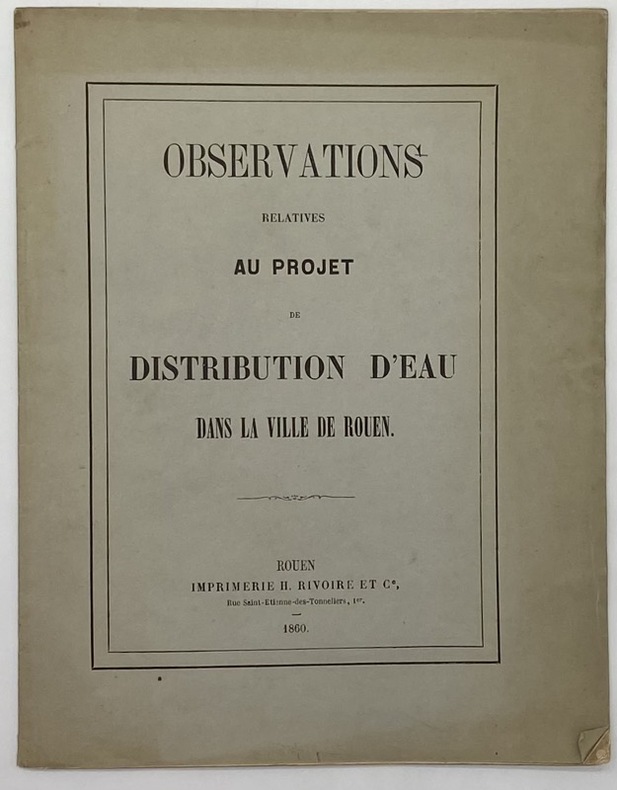 OBSERVATIONS
RELATIVES
AU PROJET
DE
DISTRIBUTION D'EAU
DANS LA VILLE DE ROUEN.
ROUEN
IMPRIMERIE H. RIVOIRE ET Cᵉ,
Rue Saint-Etienne-des-Tonneliers, 1ᵉʳ.
1860.